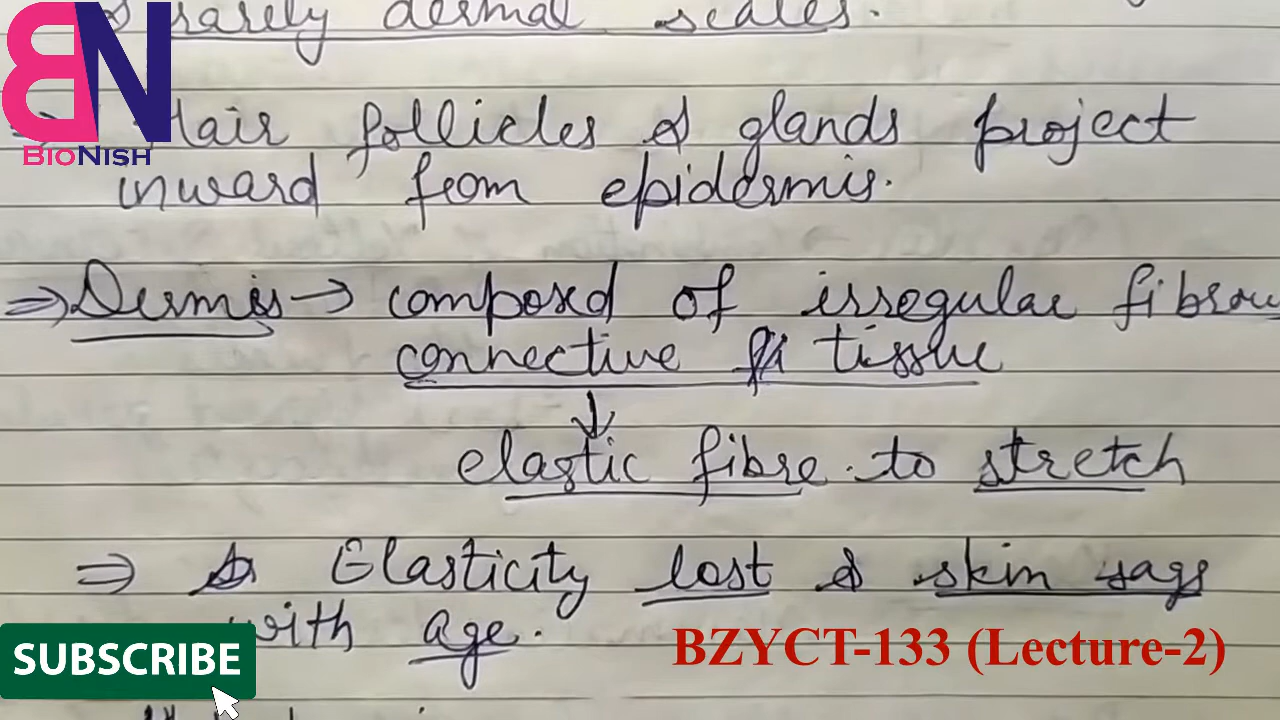 & rarely dermal scales.
⇒ Hair follicles & glands project
inward from epidermis.
⇒ Dermis → composed of irregular fibrou
connective tissue
↓
elastic fibre to stretch
⇒ Elasticity lost & skin sags
with age.
BN
BIONISH
SUBSCRIBE
BZYCT-133 (Lecture-2)